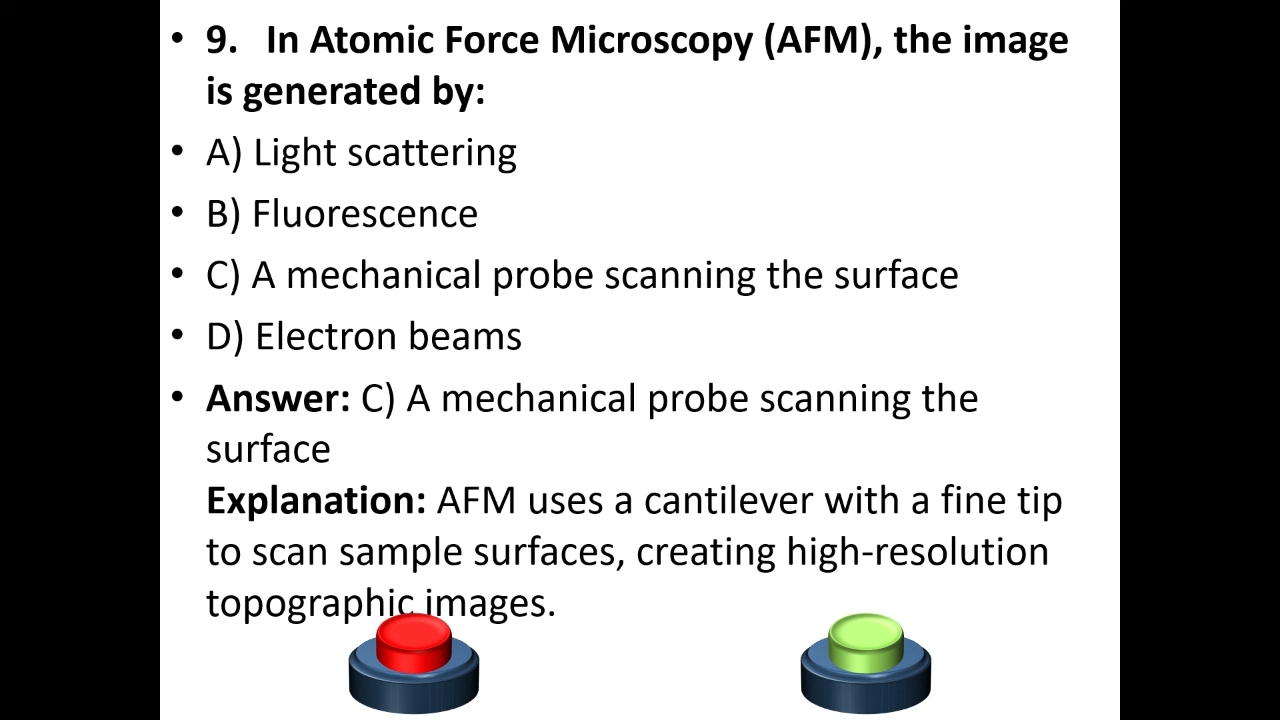 • 9. In Atomic Force Microscopy (AFM), the image
is generated by:
• A) Light scattering
• B) Fluorescence
• C) A mechanical probe scanning the surface
• D) Electron beams
• Answer: C) A mechanical probe scanning the
surface
Explanation: AFM uses a cantilever with a fine tip
to scan sample surfaces, creating high-resolution
topographic images.